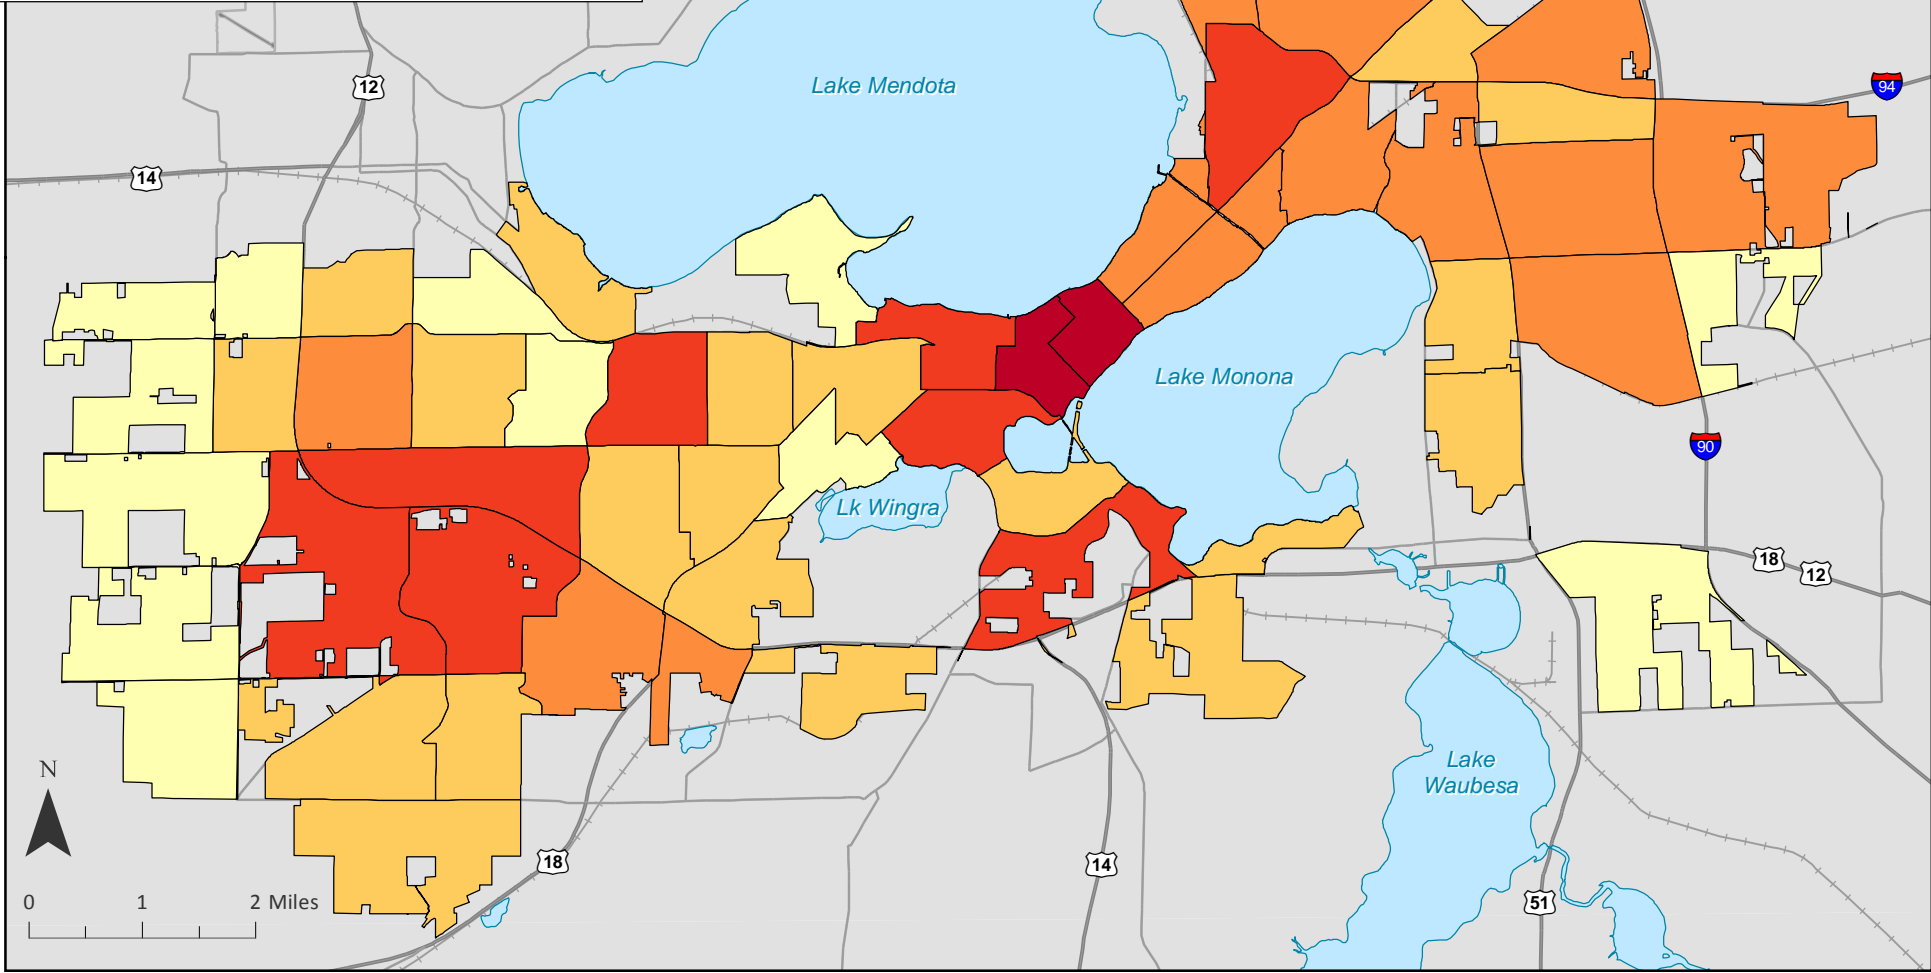 Lake Mendota
12
94
14
Lake Monona
90
Lk Wingra
18
12
Lake
Waubesa
N
18
14
51
0 1 2 Miles